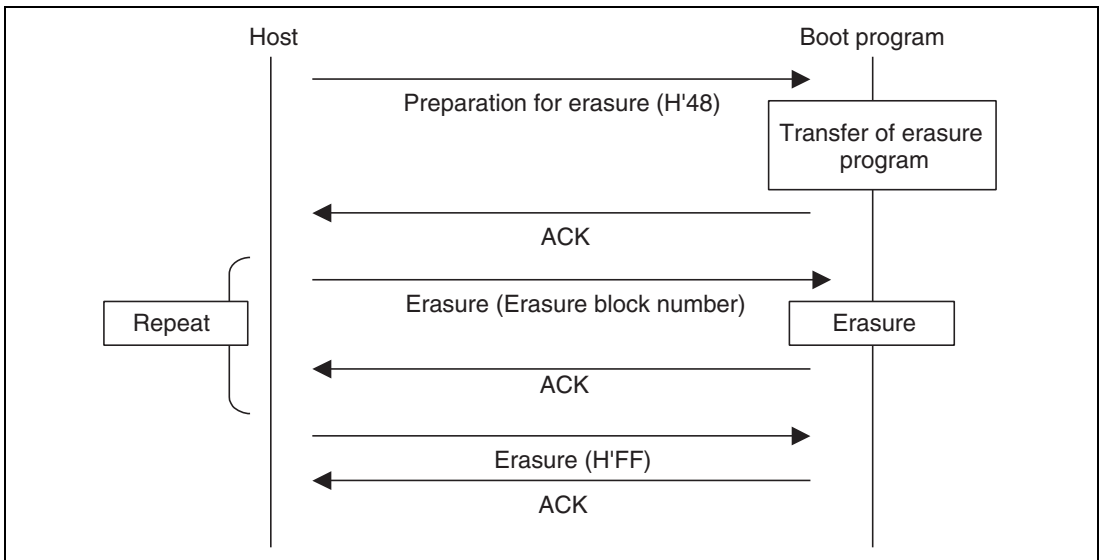 Host
Boot program
Preparation for erasure (H'48)
Transfer of erasure
program
ACK
Erasure (Erasure block number)
Repeat
Erasure
ACK
Erasure (H'FF)
ACK